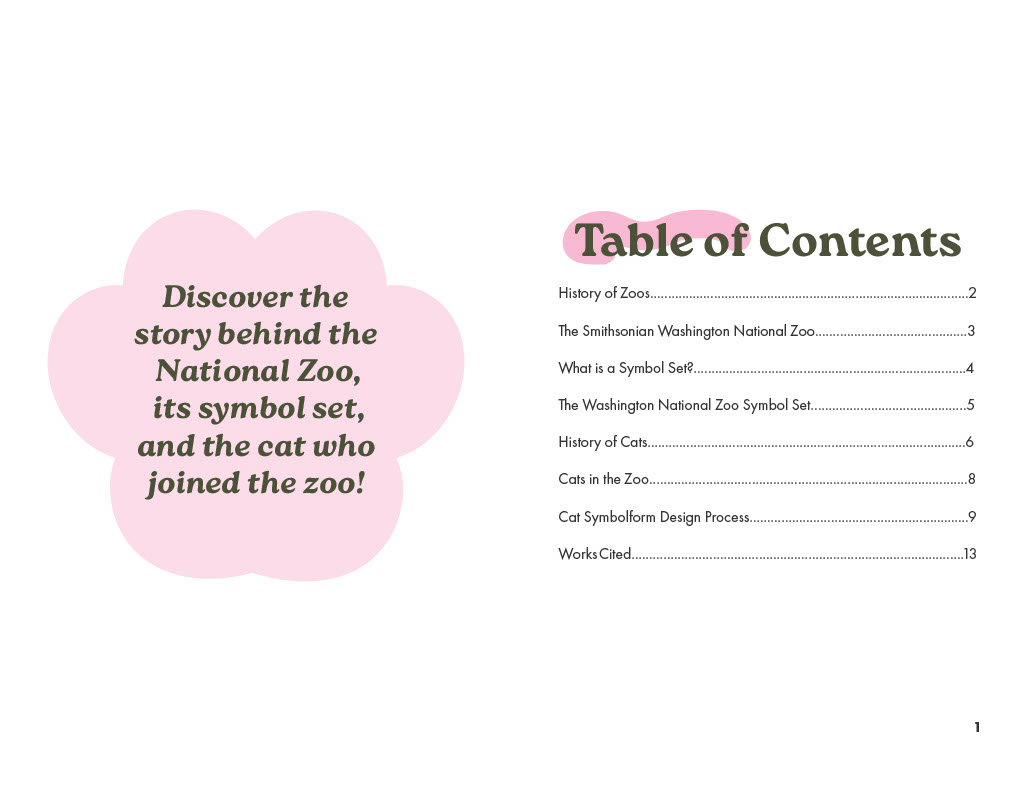 Discover the
story behind the
National Zoo,
its symbol set,
and the cat who
joined the zoo!
Table of Contents
History of Zoos........................................................................................2
The Smithsonian Washington National Zoo..........................................3
What is a Symbol Set?...........................................................................4
The Washington National Zoo Symbol Set...........................................5
History of Cats........................................................................................6
Cats in the Zoo........................................................................................8
Cat Symbolform Design Process............................................................9
Works Cited............................................................................................13
1